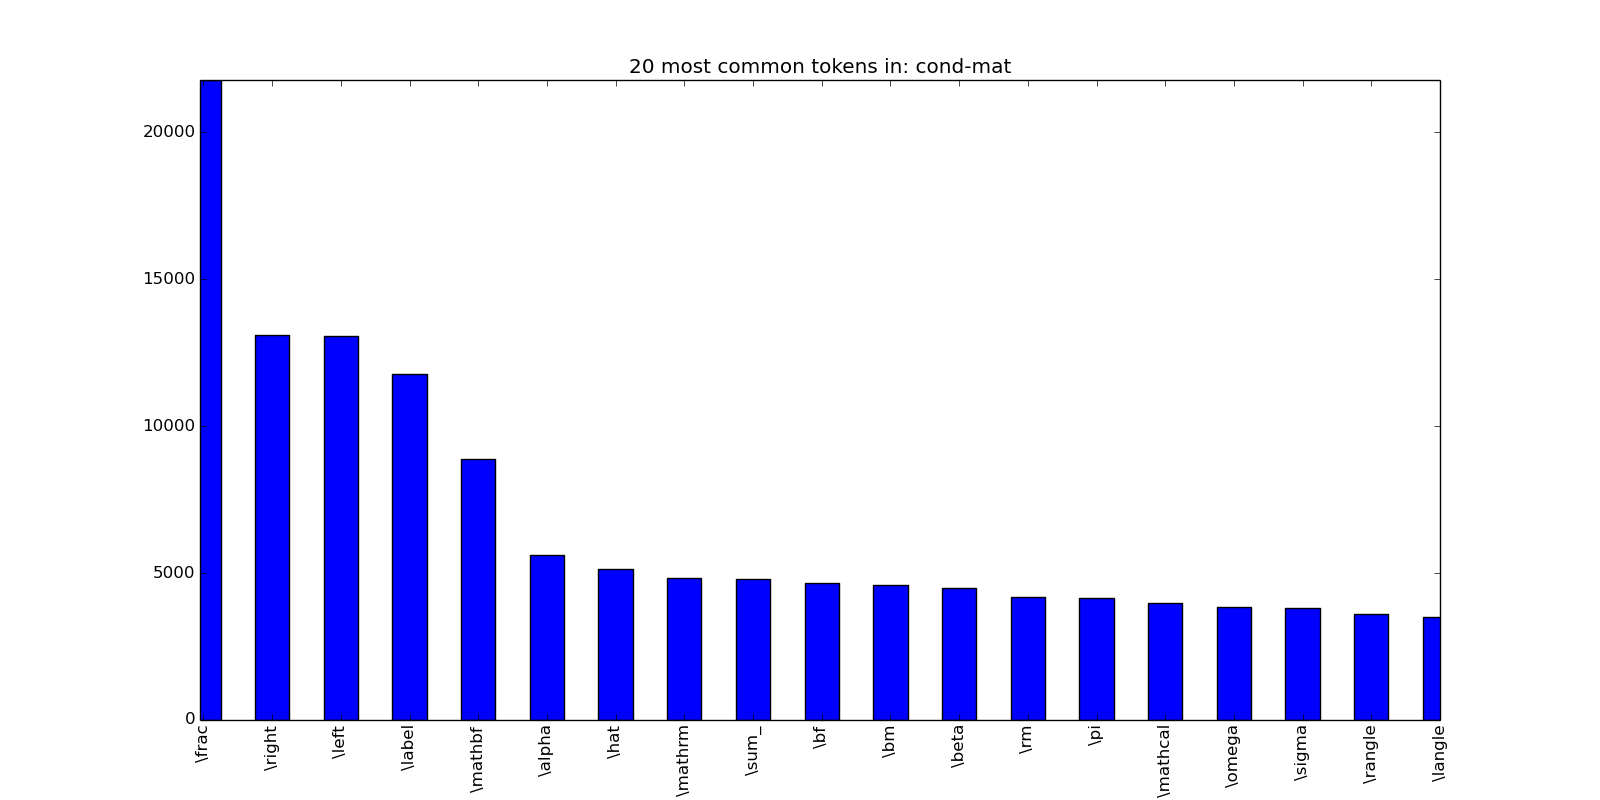 20 most common tokens in: cond-mat
20000
15000
10000
5000
0
\frac
\right
\left
\label
\mathbf
\alpha
\hat
\mathrm
\sum_
\bf
\bm
\beta
\rm
\pi
\mathcal
\omega
\sigma
\rangle
\langle